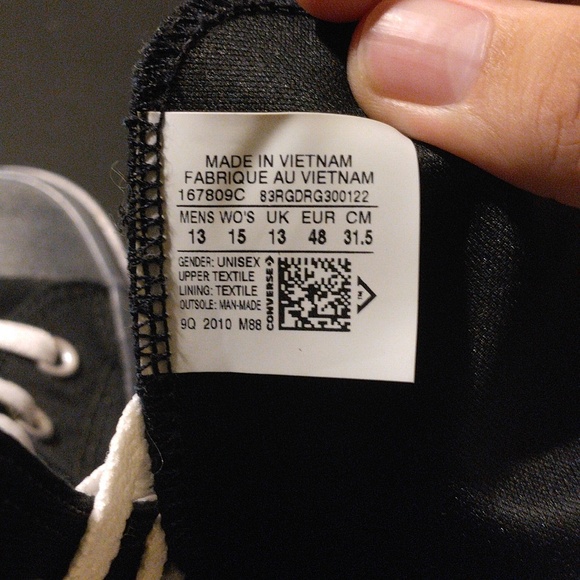 MADE IN VIETNAM
FABRIQUE AU VIETNAM
167809C 83RGDRG300122
MENS WO'S UK EUR CM
13 15 13 48 31.5
GENDER: UNISEX
UPPER TEXTILE
LINING: TEXTILE
OUTSOLE: MAN-MADE
9Q 2010 M88
CONVERSE
TM